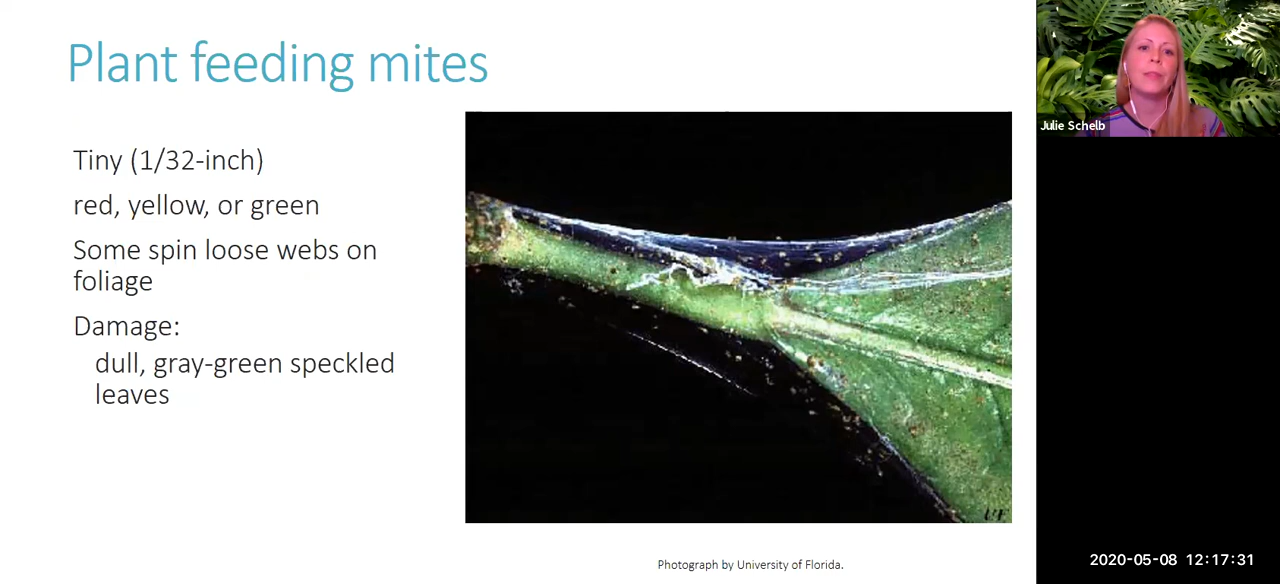 Plant feeding mites
Tiny (1/32-inch)
red, yellow, or green
Some spin loose webs on
foliage
Damage:
dull, gray-green speckled
leaves
UF
Photograph by University of Florida.
Julie Schelb
2020-05-08 12:17:31